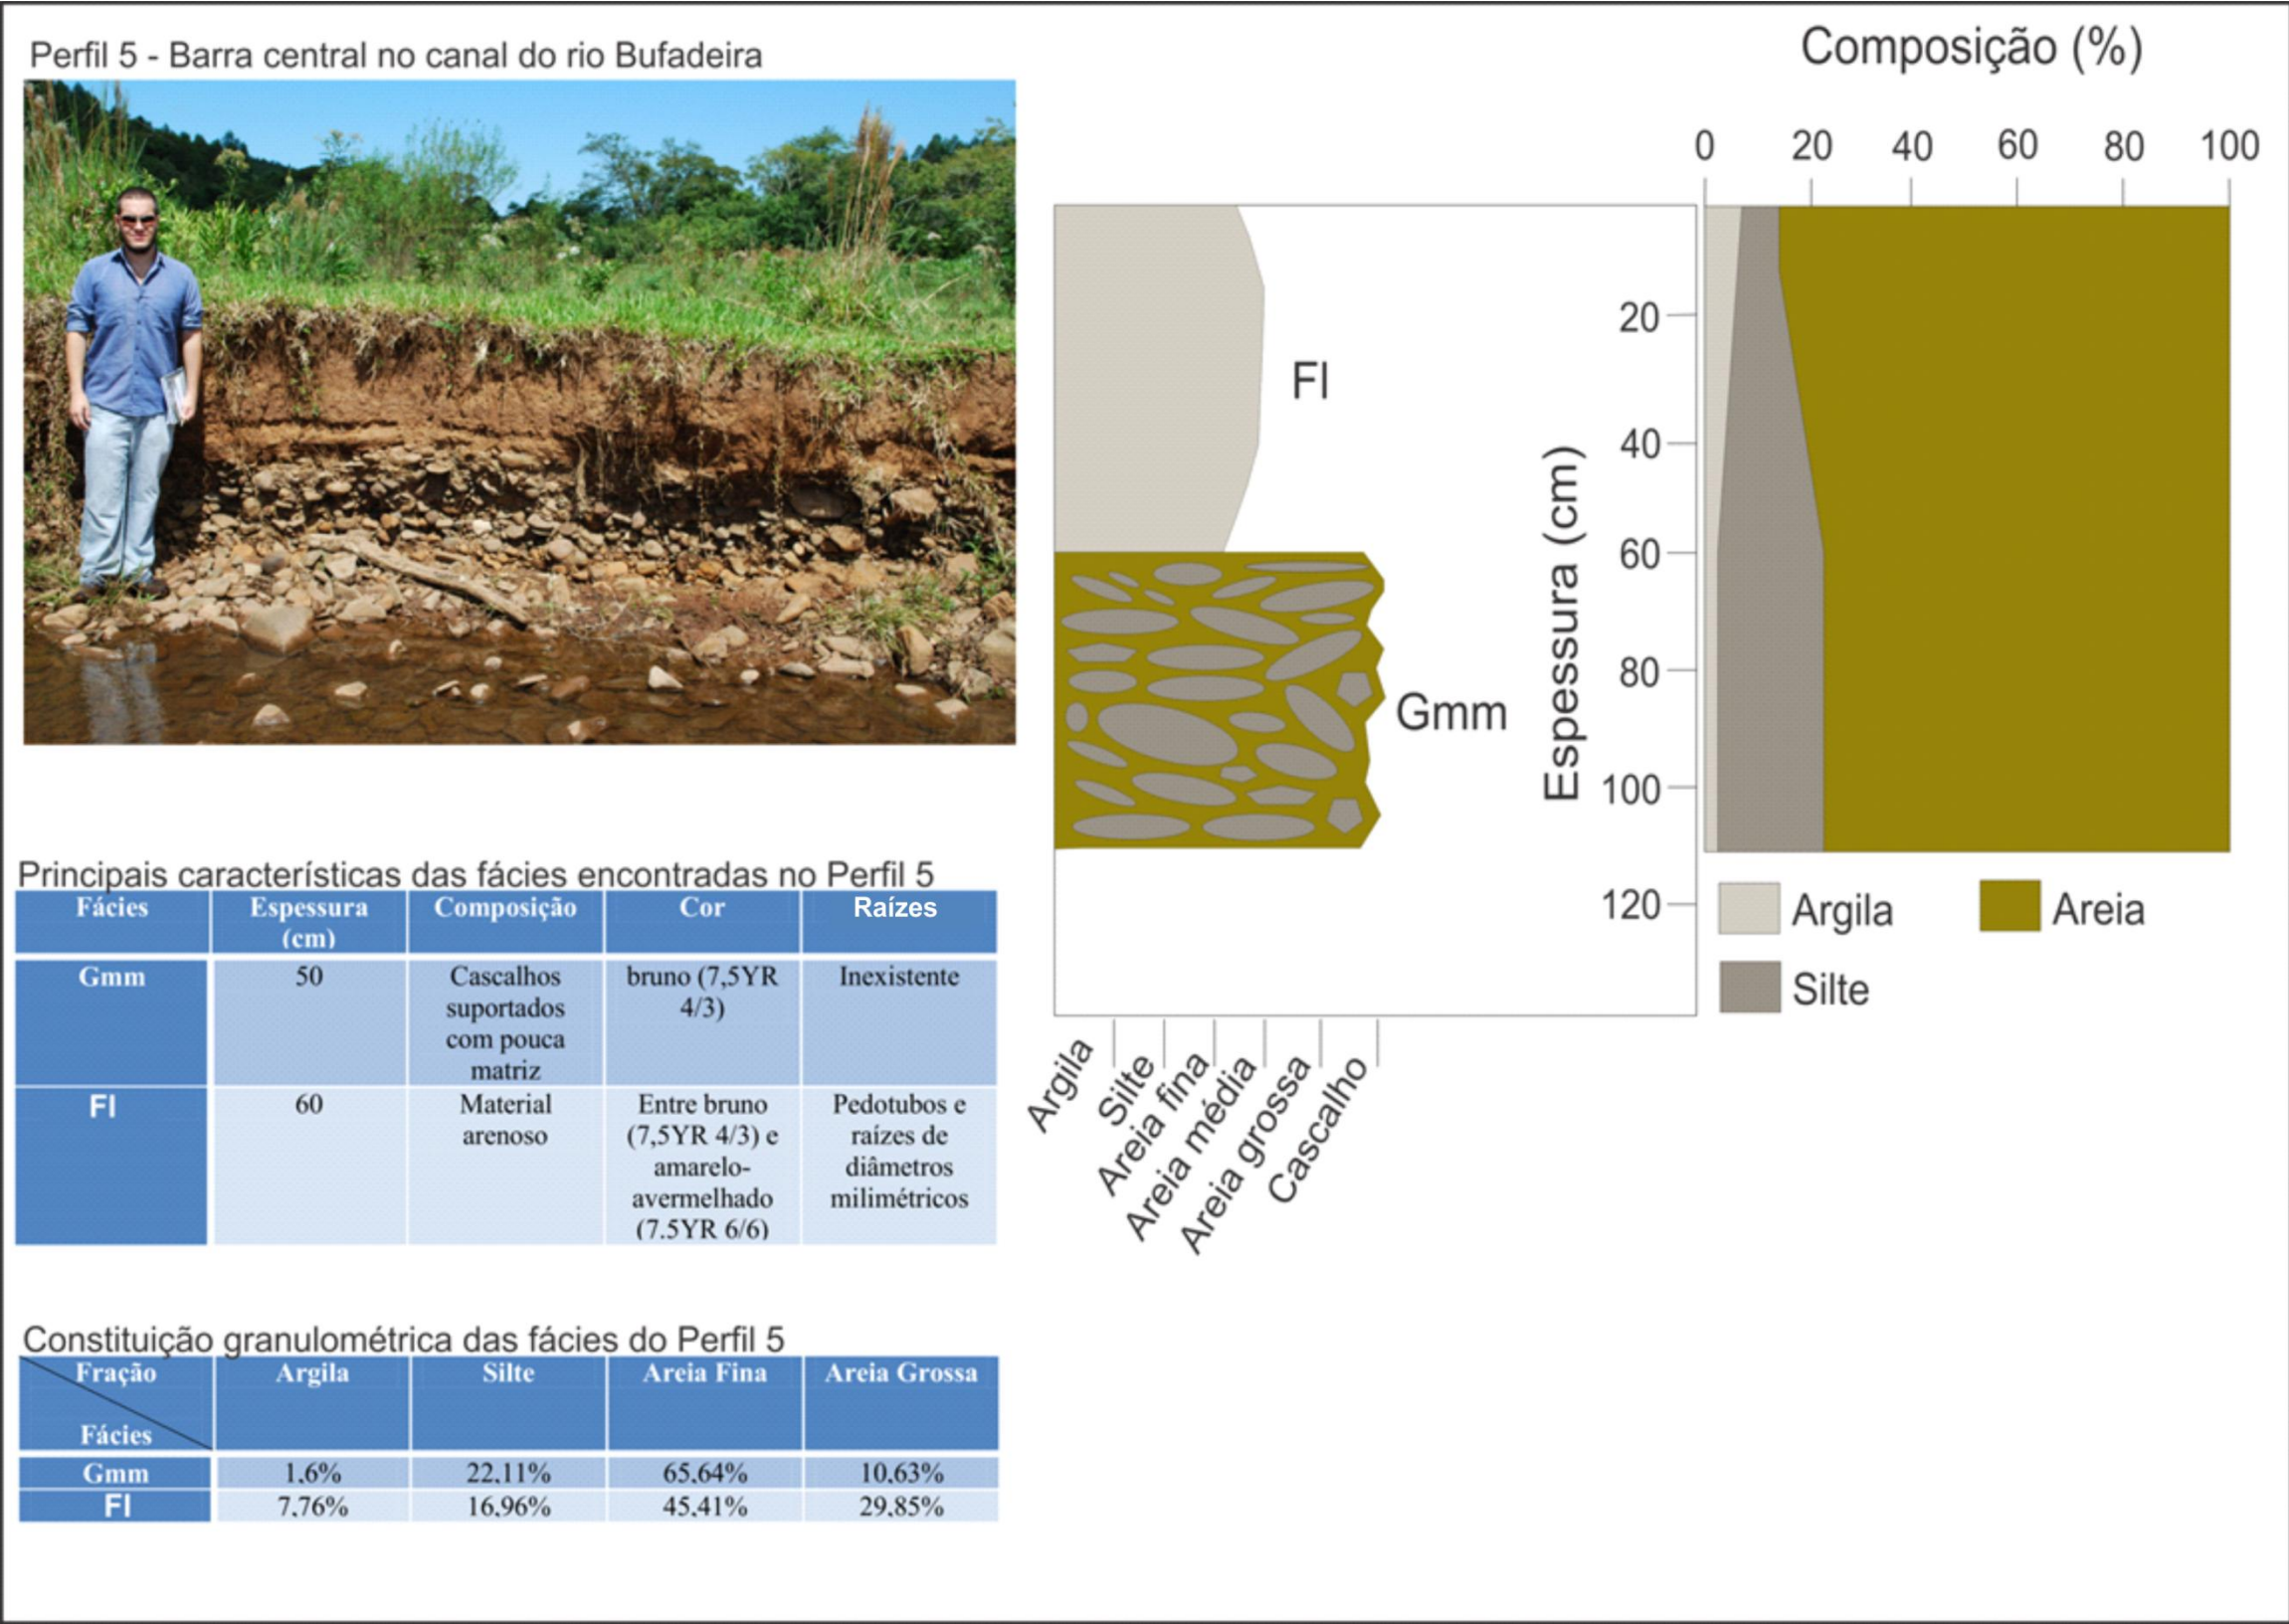 Perfil 5 - Barra central no canal do rio Bufadeira
Composição (%)
0 20 40 60 80 100
Fl
Gmm
Espessura (cm)
20
40
60
80
100
120
Argila
Areia
Silte
Argila
Silte
Areia fina
Areia média
Areia grossa
Cascalho
Principais características das fácies encontradas no Perfil 5
Fácies Espessura (cm) Composição Cor Raízes
Gmm 50 Cascalhos suportados com pouca matriz bruno (7,5YR 4/3) Inexistente
Fl 60 Material arenoso Entre bruno (7,5YR 4/3) e amarelo-avermelhado (7.5YR 6/6) Pedotubos e raízes de diâmetros milimétricos
Constituição granulométrica das fácies do Perfil 5
Fração
Fácies
Argila Silte Areia Fina Areia Grossa
Gmm 1,6% 22,11% 65,64% 10,63%
Fl 7,76% 16,96% 45,41% 29,85%